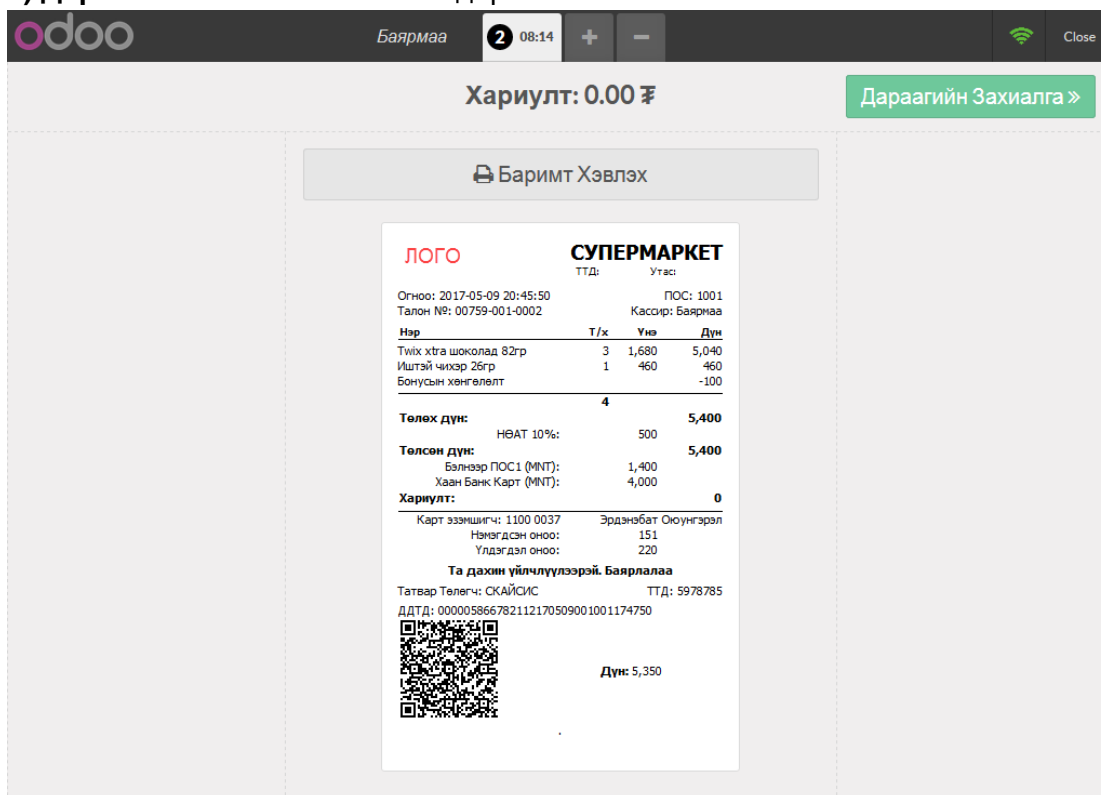 odoo Баярмаа 2 08:14 + − Close
Хариулт: 0.00 ₮
Дараагийн Захиалга »
Баримт Хэвлэх
ЛОГО СУПЕРМАРКЕТ
ТТД: Утас:
Огноо: 2017-05-09 20:45:50 ПОС: 1001
Талон №: 00759-001-0002 Кассир: Баярмаа
Нэр Т/х Үнэ Дүн
Twix xtra шоколад 82гр 3 1,680 5,040
Иштэй чихэр 26гр 1 460 460
Бонусын хөнгөлөлт -100
4
Төлөх дүн: 5,400
НӨАТ 10%: 500
Төлсөн дүн: 5,400
Бэлнээр ПОС1 (MNT): 1,400
Хаан Банк Карт (MNT): 4,000
Хариулт: 0
Карт эзэмшигч: 1100 0037 Эрдэнэбат Оюунгэрэл
Нэмэгдсэн оноо: 151
Үлдэгдэл оноо: 220
Та дахин үйлчлүүлээрэй. Баярлалаа
Татвар Төлөгч: СКАЙСИС ТТД: 5978785
ДДТД: 000005866782112170509001001174750
Дүн: 5,350
.